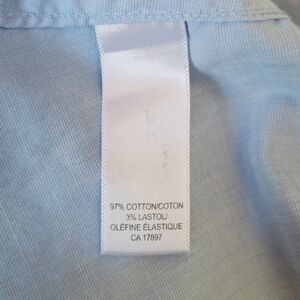 97% COTTON/COTON
3% LASTOL/
OLÉFINE ÉLASTIQUE
CA 17897